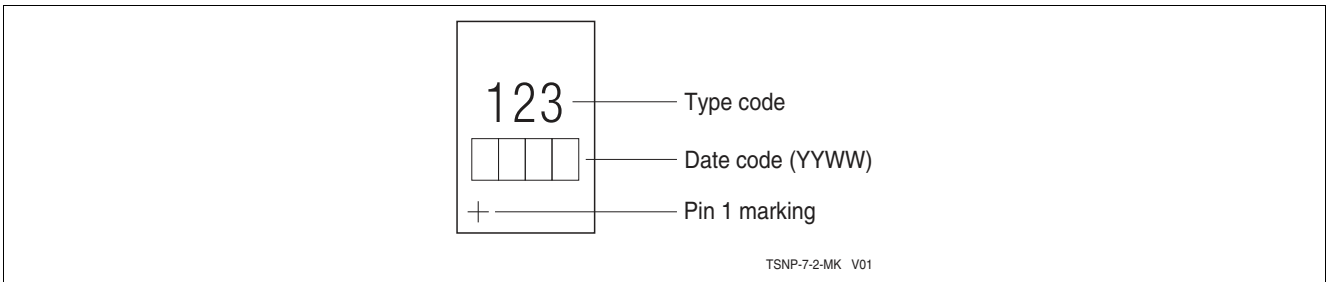 123 Type code
Date code (YYWW)
Pin 1 marking
TSNP-7-2-MK V01